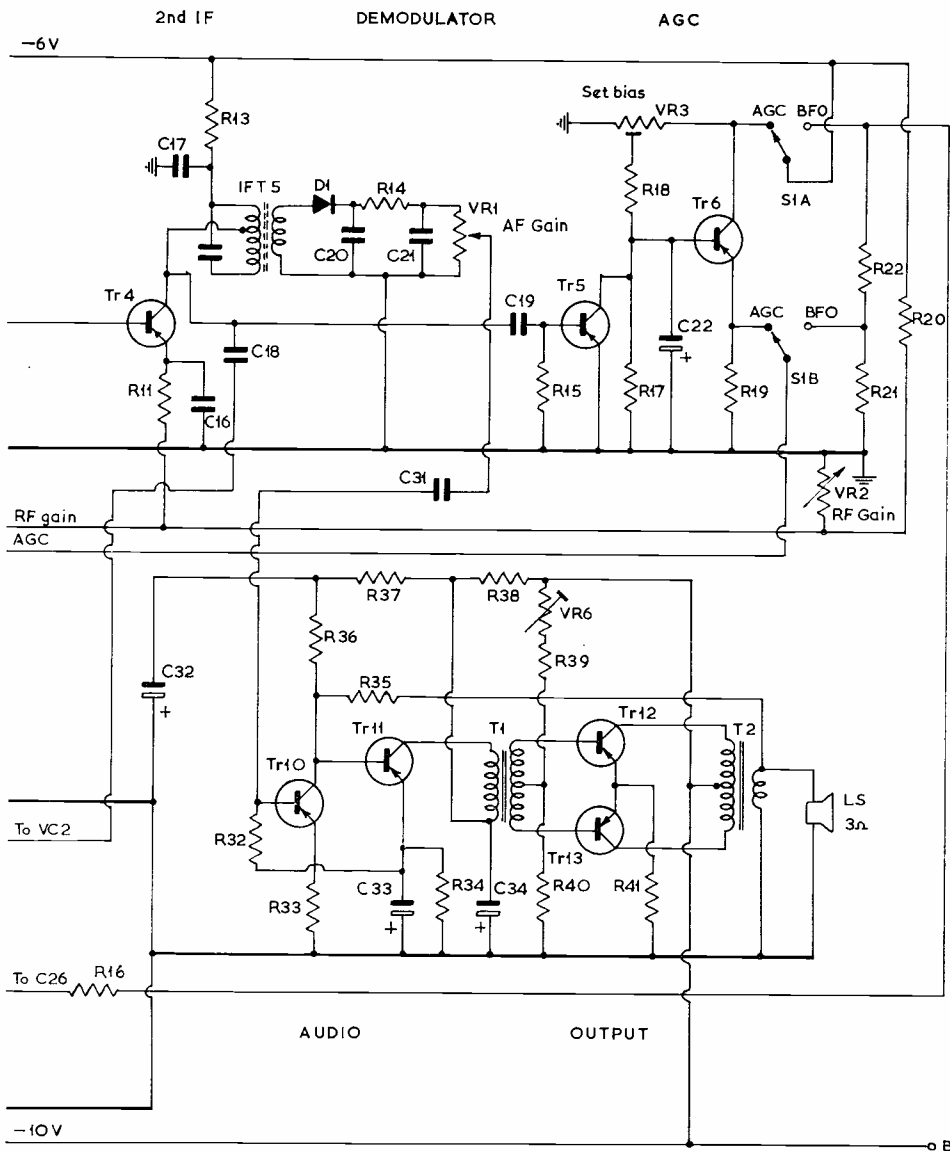 2nd IF DEMODULATOR AGC
-6V
Set bias
VR3 AGC BFO
R13
C17
IFT5 D1 R14 VR1 R18 Tr6 S1A
AF Gain
C20 C21
R22
Tr4 C19 Tr5 AGC BFO
C22 R20
C18 +
R11 C16 R15 R17 R19 S1B R21
C31
VR2
RF gain RF Gain
AGC
R37 R38 VR6
R36
R39
C32 R35
+
Tr11 T1 Tr12 T2
Tr10
LS
3Ω
To VC2
R32 Tr13
C33 R34 C34 R40 R41
R33
+ +
To C26 R16
AUDIO OUTPUT
-10V
B